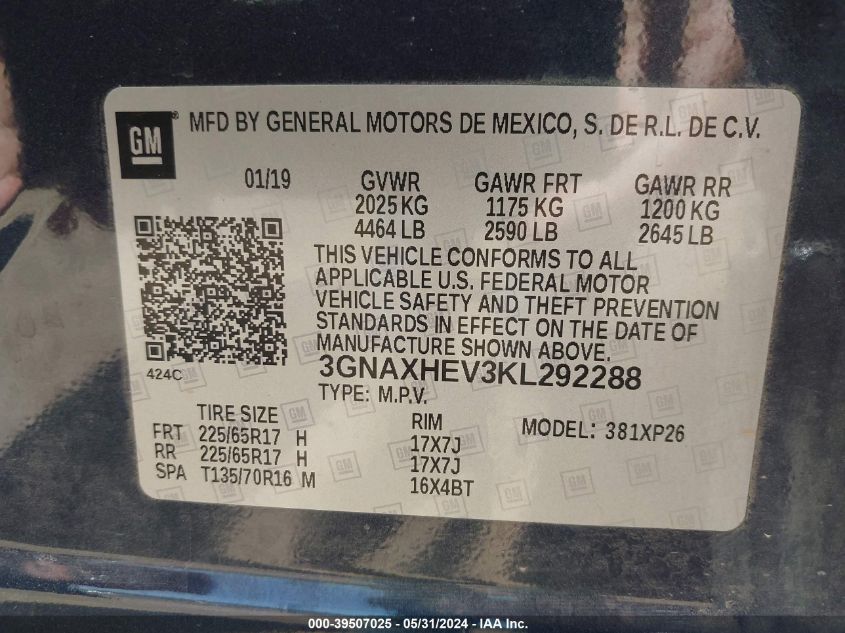 GM
MFD BY GENERAL MOTORS DE MEXICO, S. DE R.L. DE C.V.
01/19 GVWR GAWR FRT GAWR RR
2025 KG 1175 KG 1200 KG
4464 LB 2590 LB 2645 LB
THIS VEHICLE CONFORMS TO ALL
APPLICABLE U.S. FEDERAL MOTOR
VEHICLE SAFETY AND THEFT PREVENTION
STANDARDS IN EFFECT ON THE DATE OF
MANUFACTURE SHOWN ABOVE.
424C
3GNAXHEV3KL292288
TYPE: M.P.V.
TIRE SIZE RIM MODEL: 381XP26
FRT 225/65R17 H 17X7J
RR 225/65R17 H 17X7J
SPA T135/70R16 M 16X4BT
000-39507025 - 05/31/2024 - IAA Inc.